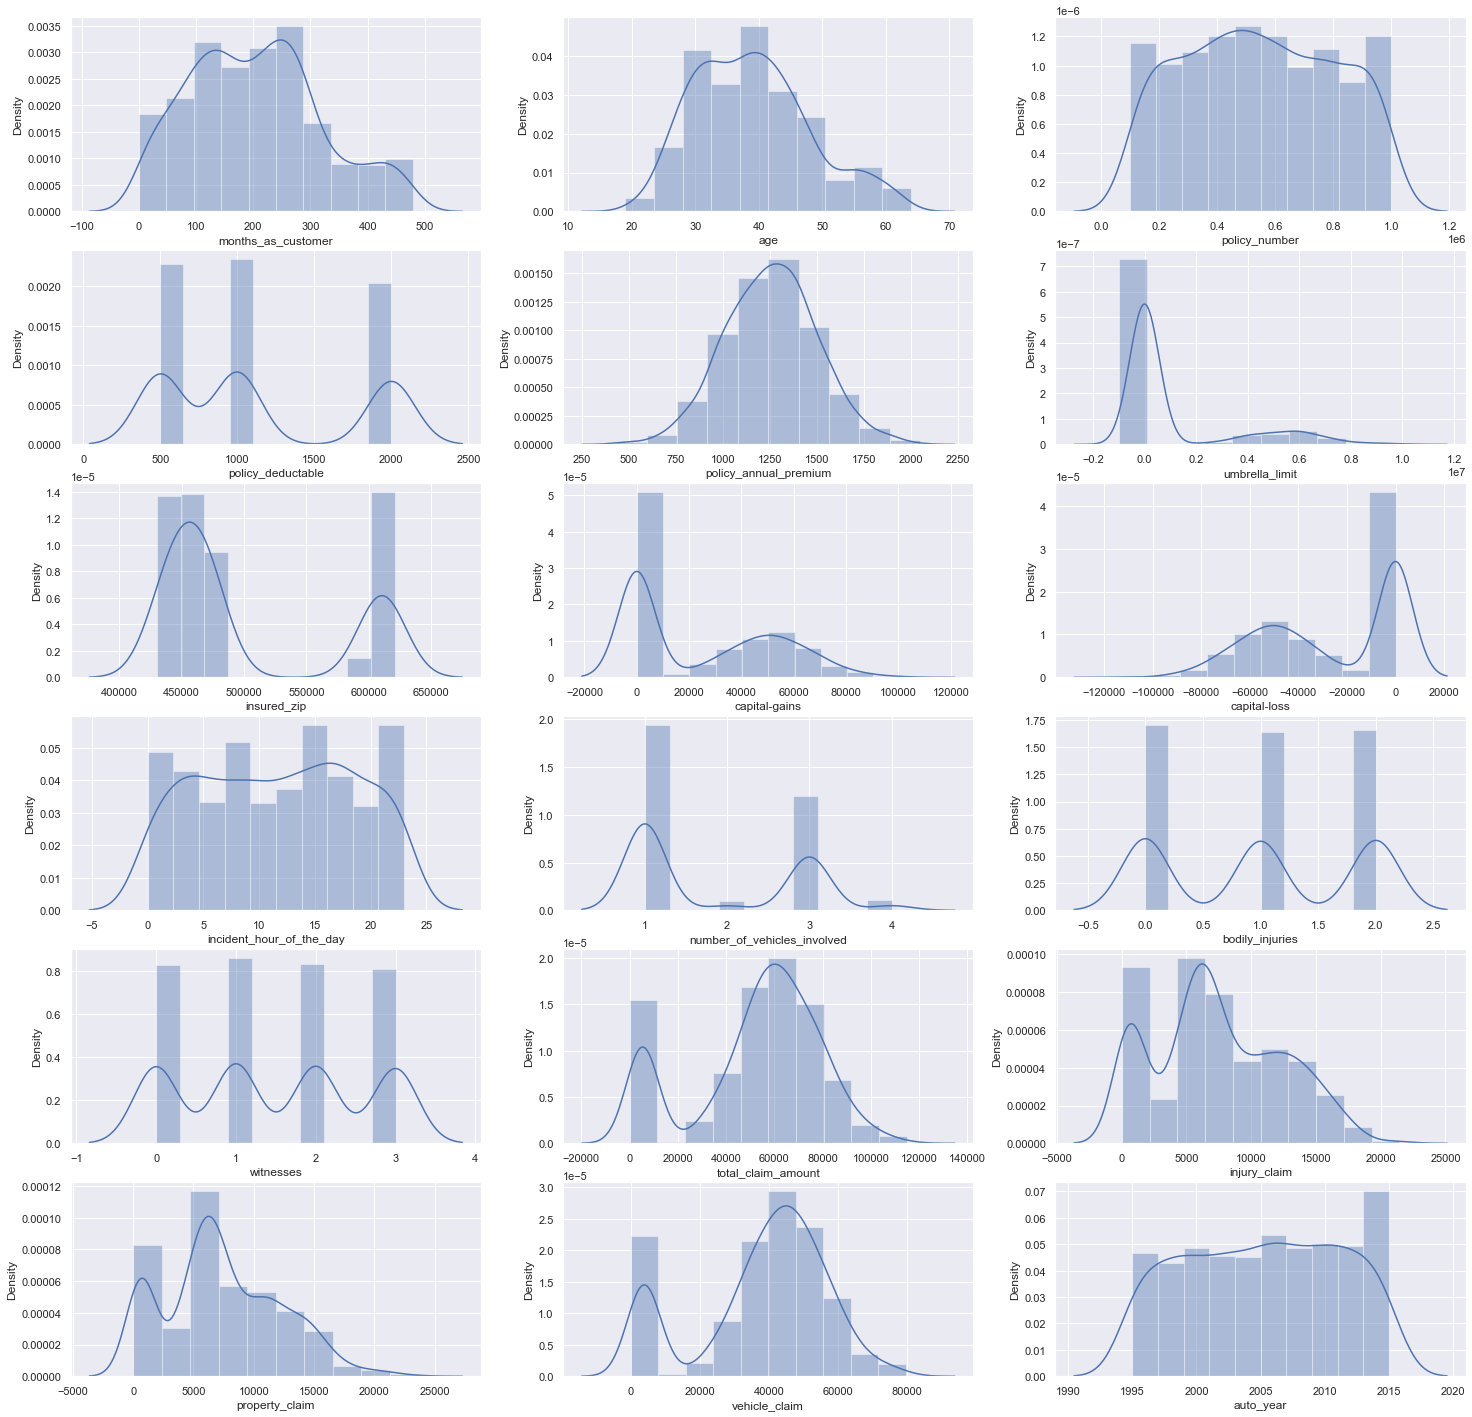 1e−6
0.0035
0.0030
0.0025
0.0020
0.0015
0.0010
0.0005
0.0000
Density
−100 0 100 200 300 400 500
months_as_customer
0.04
0.03
0.02
0.01
0.00
Density
10 20 30 40 50 60 70
age
1.2
1.0
0.8
0.6
0.4
0.2
0.0
Density
0.0 0.2 0.4 0.6 0.8 1.0 1.2
policy_number
1e6
0.0020
0.0015
0.0010
0.0005
0.0000
Density
0 500 1000 1500 2000 2500
policy_deductable
0.00150
0.00125
0.00100
0.00075
0.00050
0.00025
0.00000
Density
250 500 750 1000 1250 1500 1750 2000 2250
policy_annual_premium
1e−7
7
6
5
4
3
2
1
0
Density
−0.2 0.0 0.2 0.4 0.6 0.8 1.0 1.2
umbrella_limit
1e7
1e−5
1.4
1.2
1.0
0.8
0.6
0.4
0.2
0.0
Density
400000 450000 500000 550000 600000 650000
insured_zip
1e−5
5
4
3
2
1
0
Density
−20000 0 20000 40000 60000 80000 100000 120000
capital-gains
1e−5
4
3
2
1
0
Density
−120000 −100000 −80000 −60000 −40000 −20000 0 20000
capital-loss
0.05
0.04
0.03
0.02
0.01
0.00
Density
−5 0 5 10 15 20 25
incident_hour_of_the_day
2.0
1.5
1.0
0.5
0.0
Density
1 2 3 4
number_of_vehicles_involved
1.75
1.50
1.25
1.00
0.75
0.50
0.25
0.00
Density
−0.5 0.0 0.5 1.0 1.5 2.0 2.5
bodily_injuries
0.8
0.6
0.4
0.2
0.0
Density
−1 0 1 2 3 4
witnesses
1e−5
2.0
1.5
1.0
0.5
0.0
Density
−20000 0 20000 40000 60000 80000 100000 120000 140000
total_claim_amount
0.00010
0.00008
0.00006
0.00004
0.00002
0.00000
Density
−5000 0 5000 10000 15000 20000 25000
injury_claim
0.00012
0.00010
0.00008
0.00006
0.00004
0.00002
0.00000
Density
−5000 0 5000 10000 15000 20000 25000
property_claim
1e−5
3.0
2.5
2.0
1.5
1.0
0.5
0.0
Density
0 20000 40000 60000 80000
vehicle_claim
0.07
0.06
0.05
0.04
0.03
0.02
0.01
0.00
Density
1990 1995 2000 2005 2010 2015 2020
auto_year